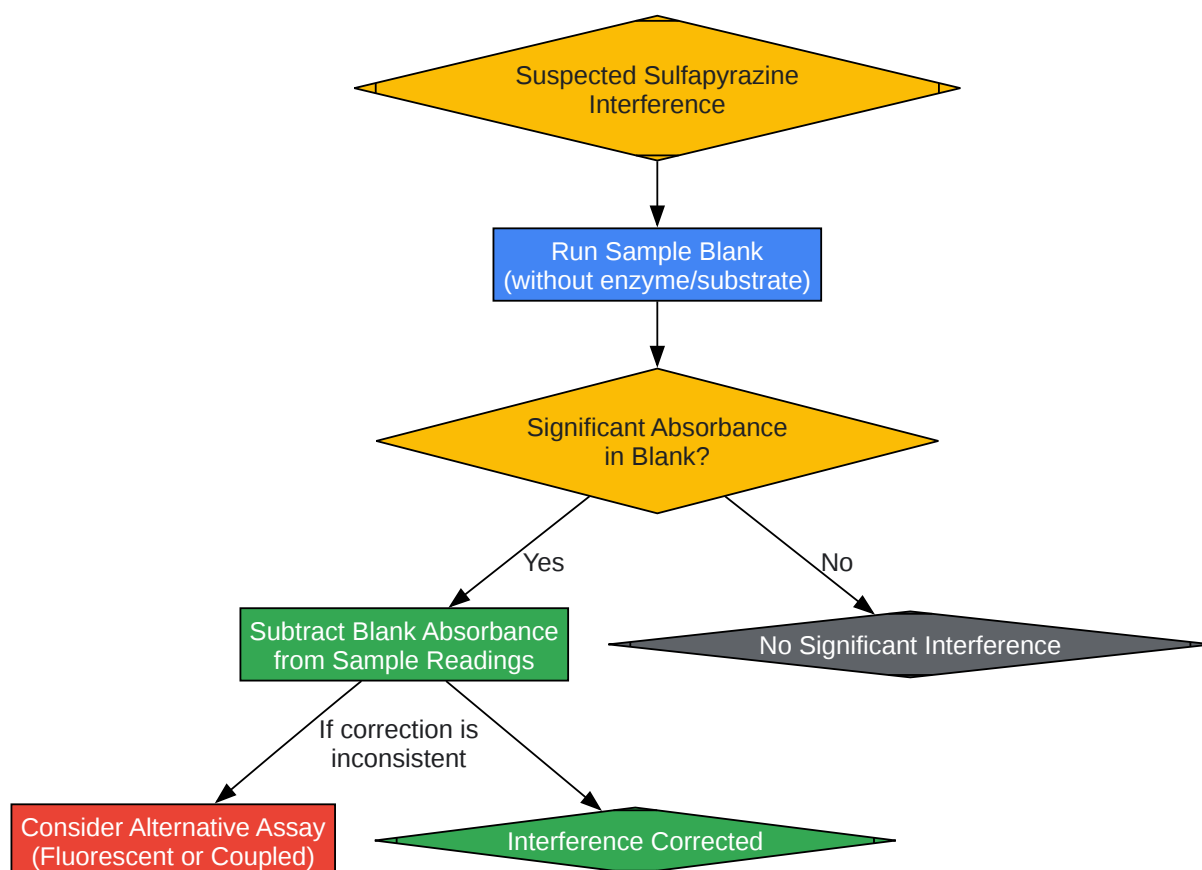 Suspected Sulfapyrazine
Interference
Run Sample Blank
(without enzyme/substrate)
Significant Absorbance
in Blank?
Yes
No
Subtract Blank Absorbance
from Sample Readings
No Significant Interference
If correction is
inconsistent
Consider Alternative Assay
(Fluorescent or Coupled)
Interference Corrected